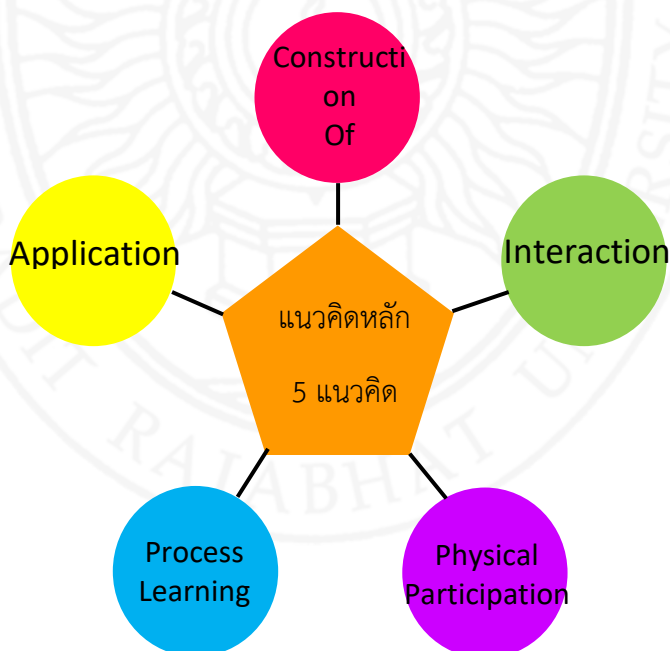 Constructi
on
Of
Application
Interaction
แนวคิดหลัก
5 แนวคิด
Process
Learning
Physical
Participation
RAJABHAT